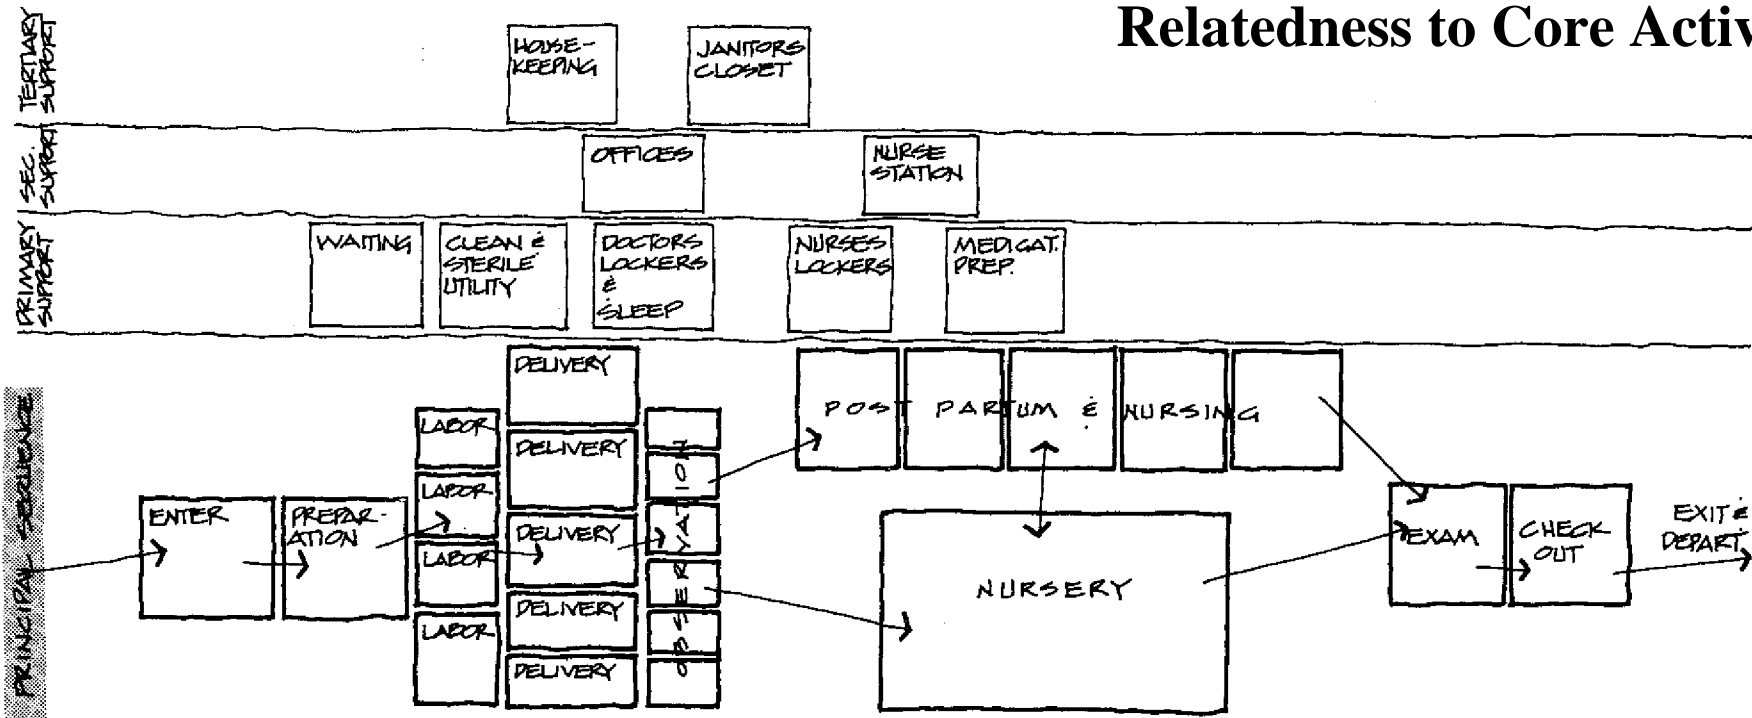 Relatedness to Core Activ
TERTIARY
SUPPORT
HOUSE-
KEEPING
JANITORS
CLOSET
SEC.
SUPPORT
OFFICES
NURSE
STATION
PRIMARY
SUPPORT
WAITING
CLEAN &
STERILE
UTILITY
DOCTORS
LOCKERS
&
SLEEP
NURSES
LOCKERS
MEDICAT.
PREP.
PRINCIPAL SEQUENCE
ENTER
PREPAR-
ATION
LABOR
LABOR
LABOR
LABOR
DELIVERY
DELIVERY
DELIVERY
DELIVERY
DELIVERY
OBSERVATION
POST PARTUM & NURSING
NURSERY
EXAM
CHECK
OUT
EXIT &
DEPART.